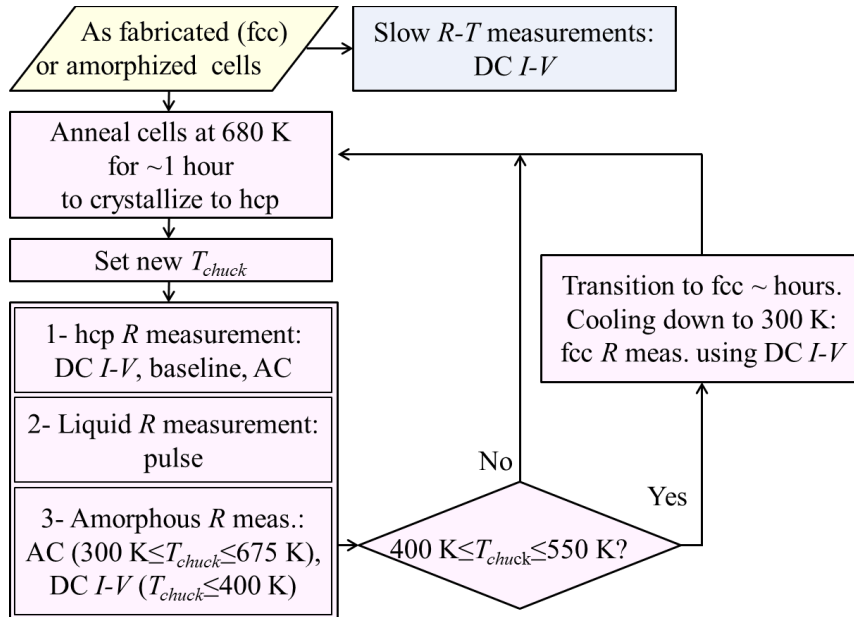 As fabricated (fcc)
or amorphized cells
Slow R-T measurements:
DC I-V
Anneal cells at 680 K
for ~1 hour
to crystallize to hcp
Set new Tchuck
1- hcp R measurement:
DC I-V, baseline, AC
2- Liquid R measurement:
pulse
3- Amorphous R meas.:
AC (300 K≤Tchuck≤675 K),
DC I-V (Tchuck≤400 K)
400 K≤Tchuck≤550 K?
No
Yes
Transition to fcc ~ hours.
Cooling down to 300 K:
fcc R meas. using DC I-V